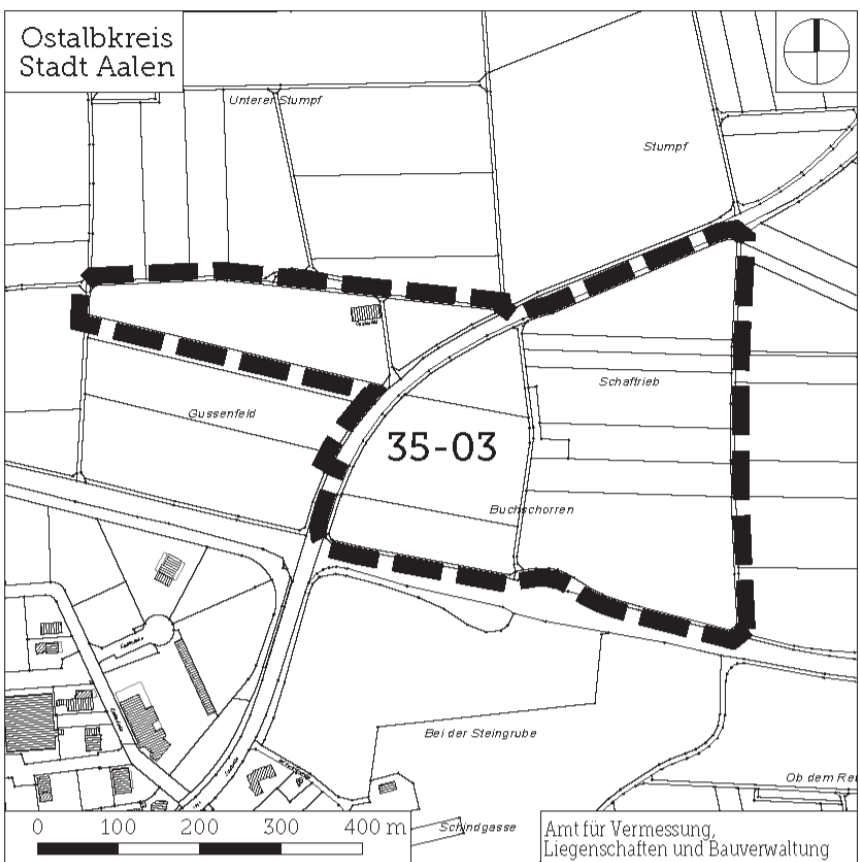 Ostalbkreis
Stadt Aalen
Unterer Stumpf
Stumpf
Schaftrieb
Gussenfeld
35-03
Buchschorren
Bei der Steingrube
Ob dem Re
0 100 200 300 400 m
Schindgasse
Amt für Vermessung,
Liegenschaften und Bauverwaltung